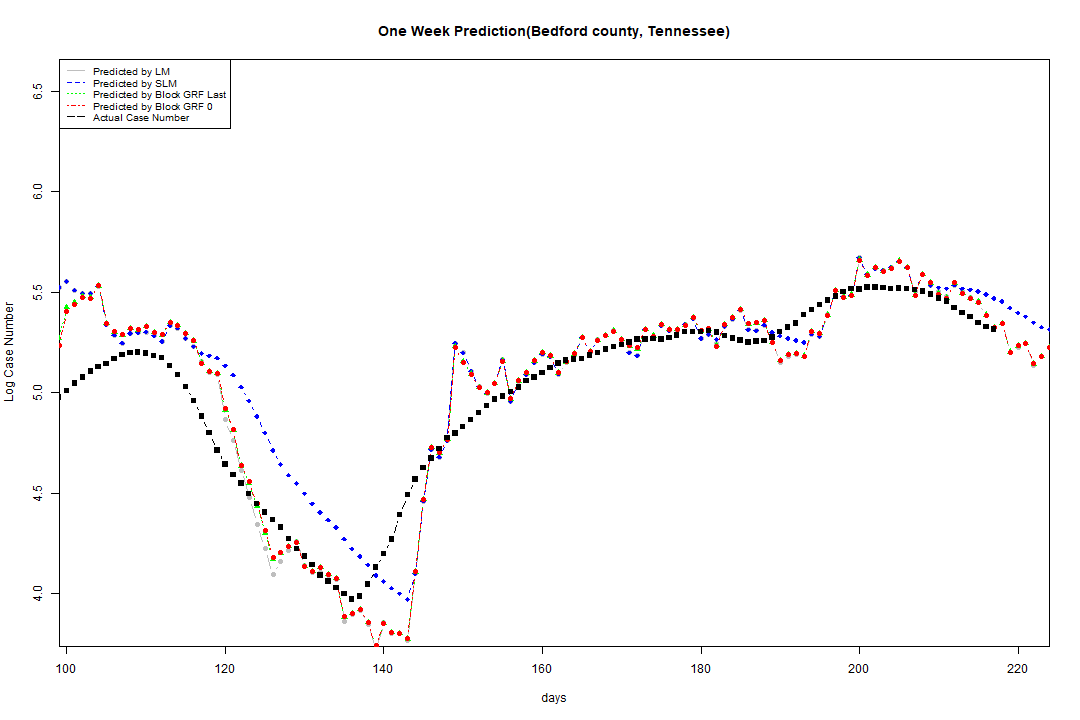 One Week Prediction(Bedford county, Tennessee)
Predicted by LM
Predicted by SLM
Predicted by Block GRF Last
Predicted by Block GRF 0
Actual Case Number
Log Case Number
6.5
6.0
5.5
5.0
4.5
4.0
100 120 140 160 180 200 220
days